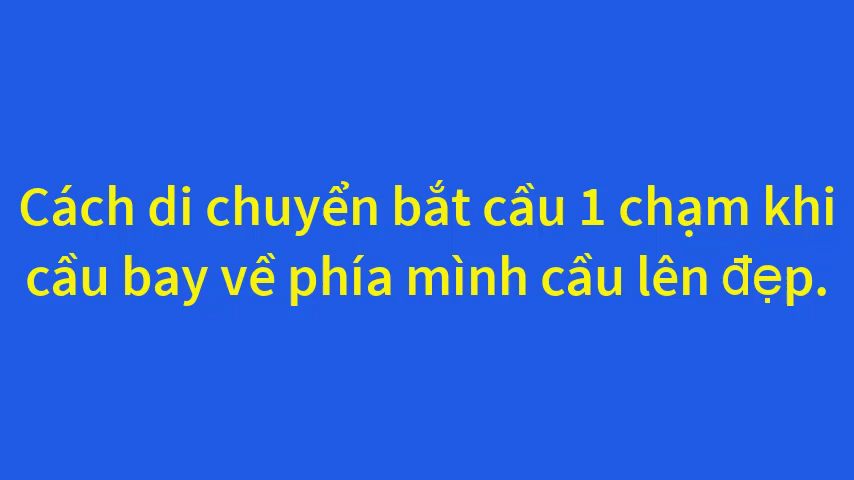 Cách di chuyển bắt cầu 1 chạm khi
cầu bay về phía mình cầu lên đẹp.